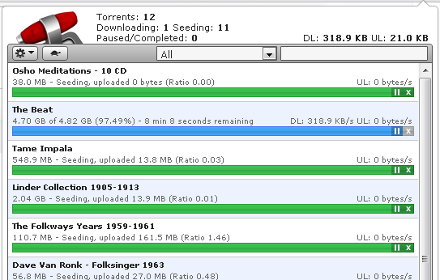 Torrents: 12
Downloading: 1 Seeding: 11
Paused/Completed: 0
DL: 318.9 KB UL: 21.0 KB
All
Osho Meditations - 10 CD
38.0 MB - Seeding, uploaded 0 bytes (Ratio 0.00)
UL: 0 bytes/s
The Beat
4.70 GB of 4.82 GB (97.49%) - 8 min 8 seconds remaining
DL: 318.9 KB/s UL: 0 bytes/s
Tame Impala
548.9 MB - Seeding, uploaded 13.8 MB (Ratio 0.03)
UL: 0 bytes/s
Linder Collection 1905-1913
2.04 GB - Seeding, uploaded 13.9 MB (Ratio 0.01)
UL: 0 bytes/s
The Folkways Years 1959-1961
110.7 MB - Seeding, uploaded 161.5 MB (Ratio 1.46)
UL: 0 bytes/s
Dave Van Ronk - Folksinger 1963
56.8 MB - Seeding, uploaded 27.0 MB (Ratio 0.48)
UL: 0 bytes/s